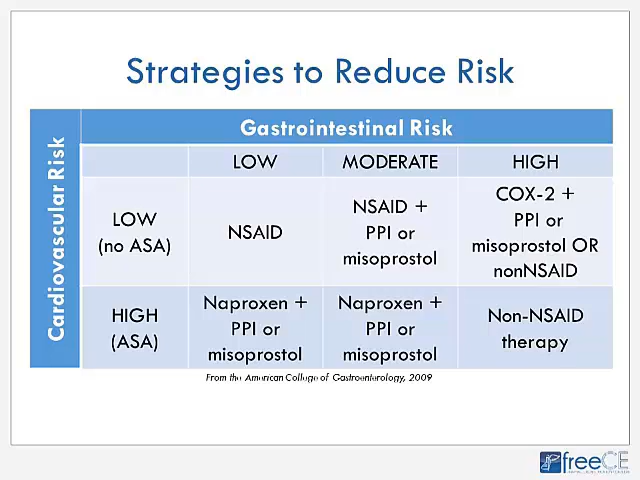 Strategies to Reduce Risk
Cardiovascular Risk
Gastrointestinal Risk
LOW MODERATE HIGH
LOW
(no ASA)
NSAID
NSAID +
PPI or
misoprostol
COX-2 +
PPI or
misoprostol OR
nonNSAID
HIGH
(ASA)
Naproxen +
PPI or
misoprostol
Naproxen +
PPI or
misoprostol
Non-NSAID
therapy
From the American College of Gastroenterology, 2009
freeCE